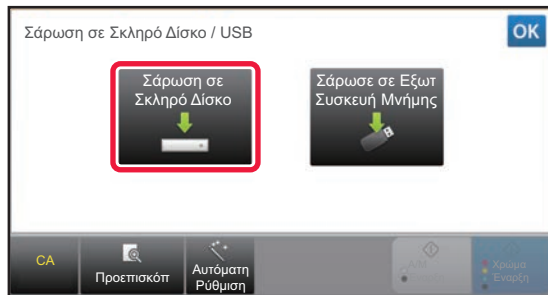 Σάρωση σε Σκληρό Δίσκο / USB
OK
Σάρωση σε
Σκληρό Δίσκο
Σάρωσε σε Εξωτ
Συσκευή Μνήμης
CA
Προεπισκόπ
Αυτόματη
Ρύθμιση
Χρώμα
Έναρξη